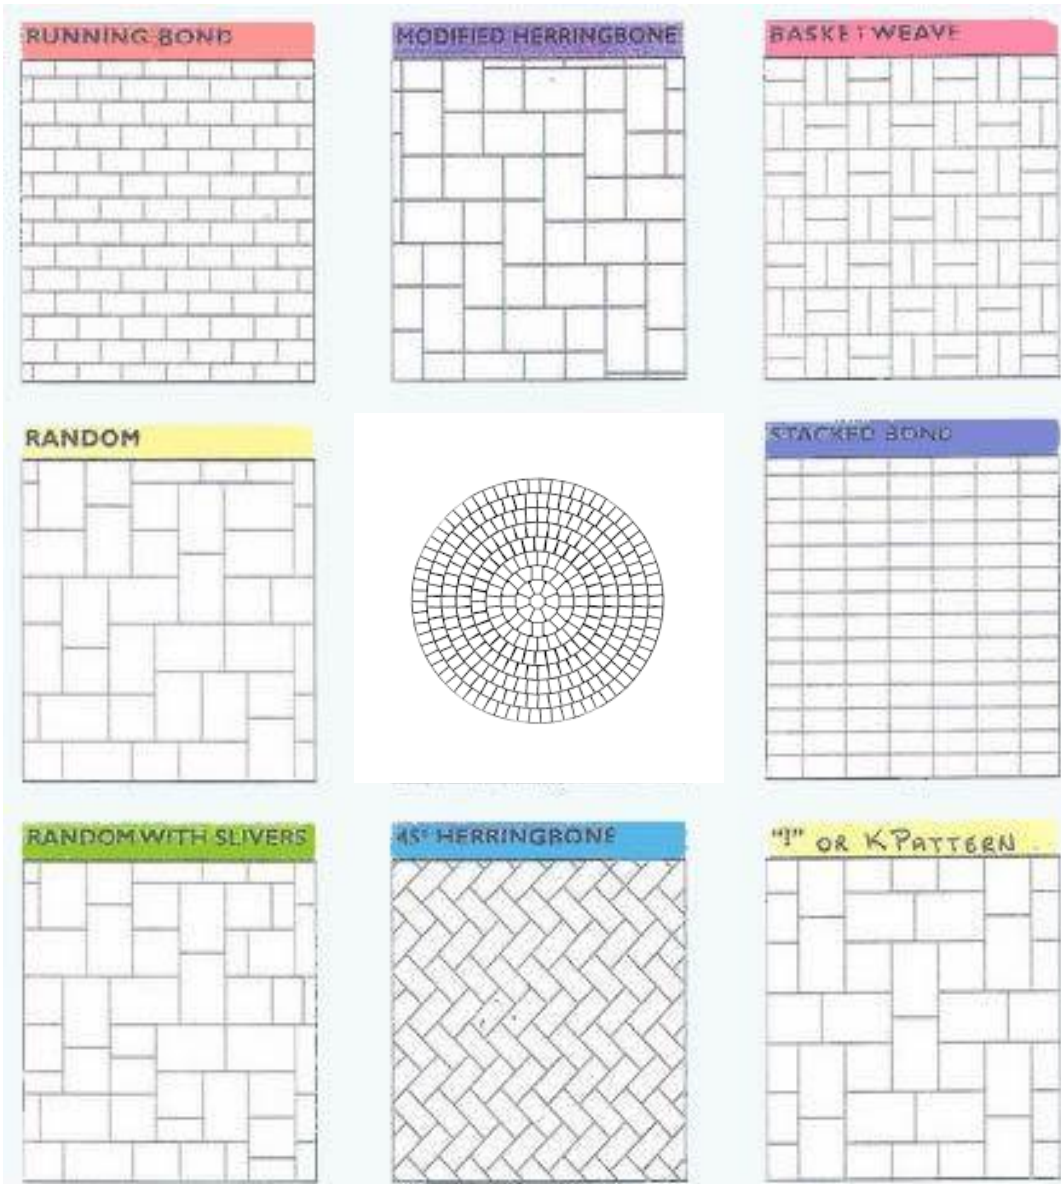 RUNNING BOND
MODIFIED HERRINGBONE
BASKETWEAVE
RANDOM
STACKED BOND
RANDOM WITH SLIVERS
45° HERRINGBONE
"I" OR K PATTERN